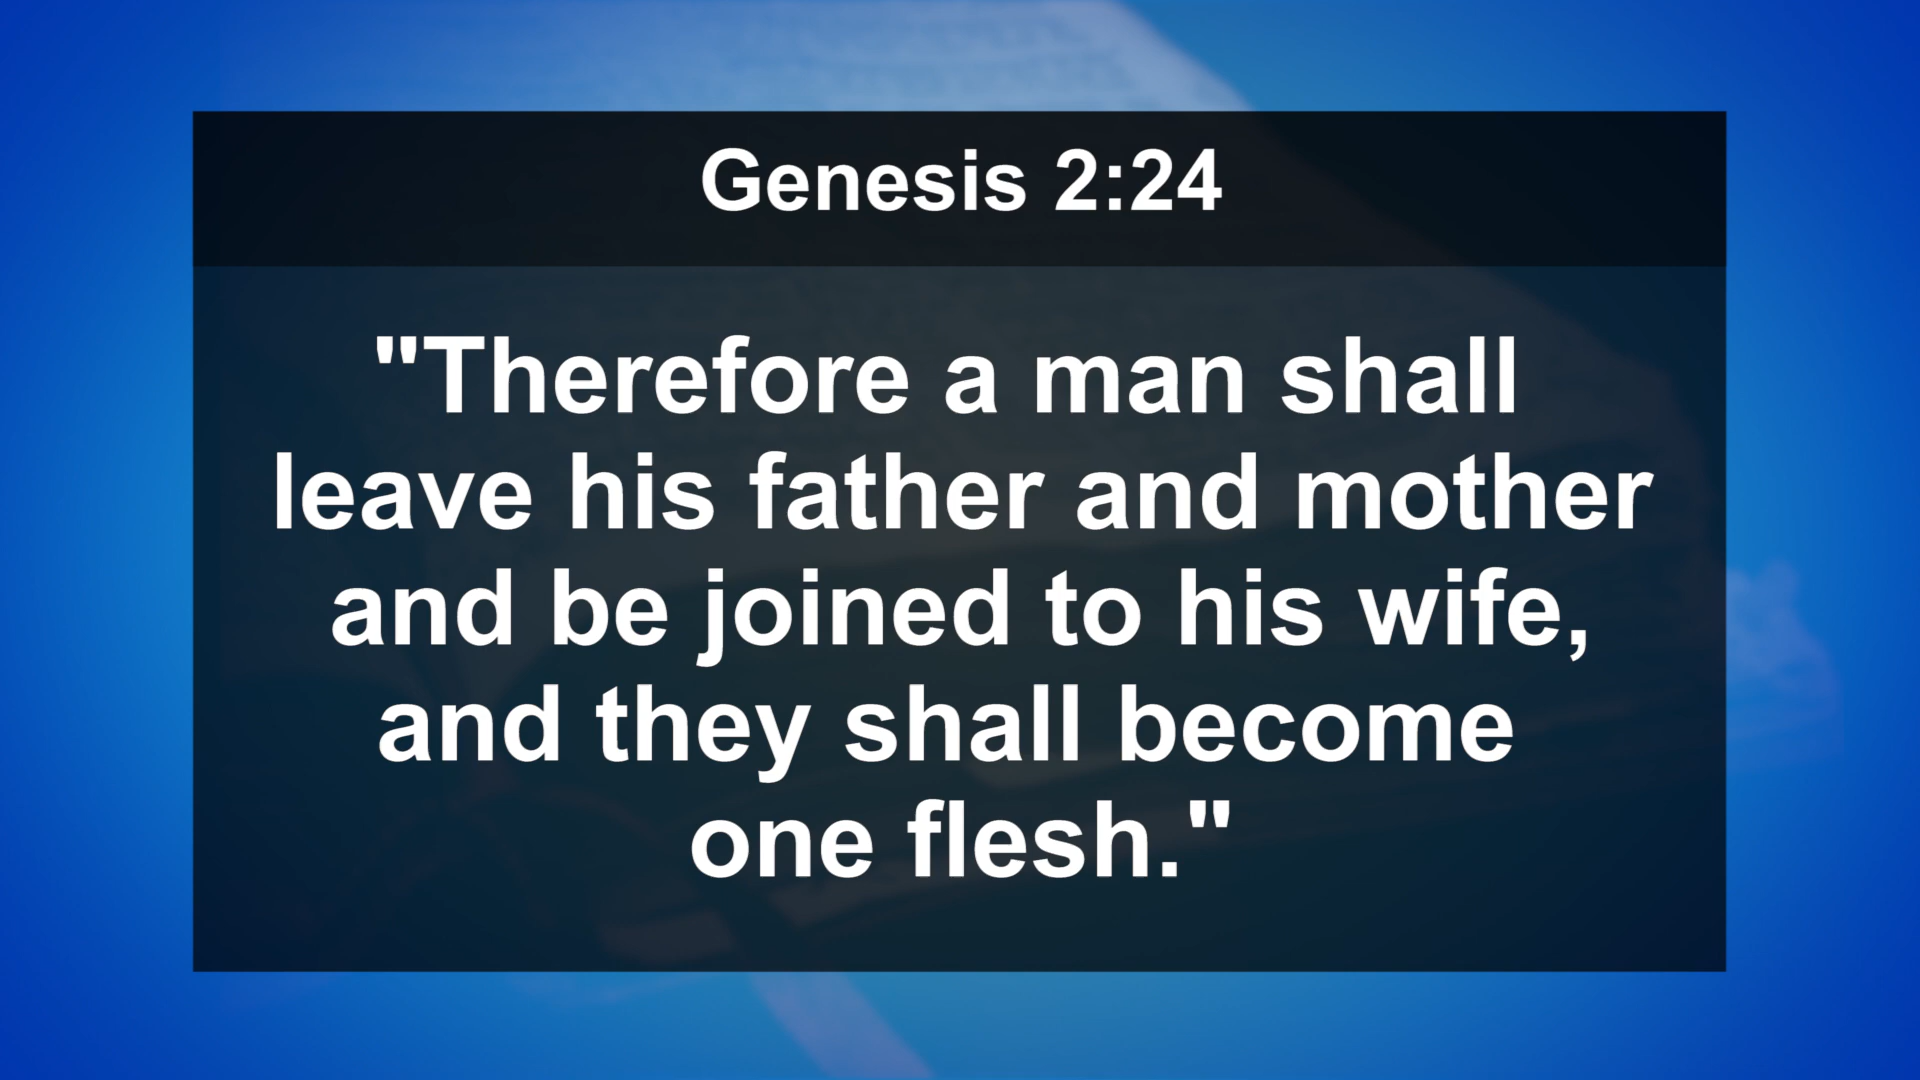 Genesis 2:24
"Therefore a man shall
leave his father and mother
and be joined to his wife,
and they shall become
one flesh."